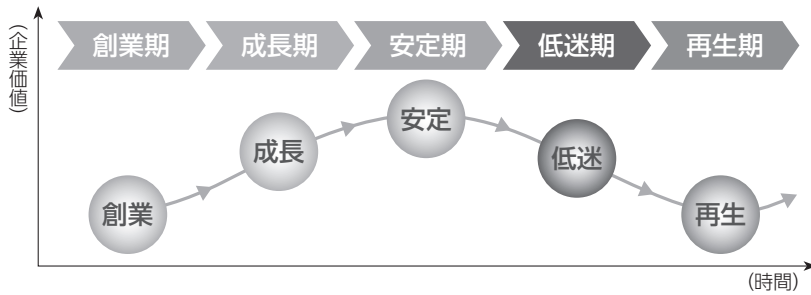 (企業価値)
創業期 成長期 安定期 低迷期 再生期
創業
成長
安定
低迷
再生
(時間)